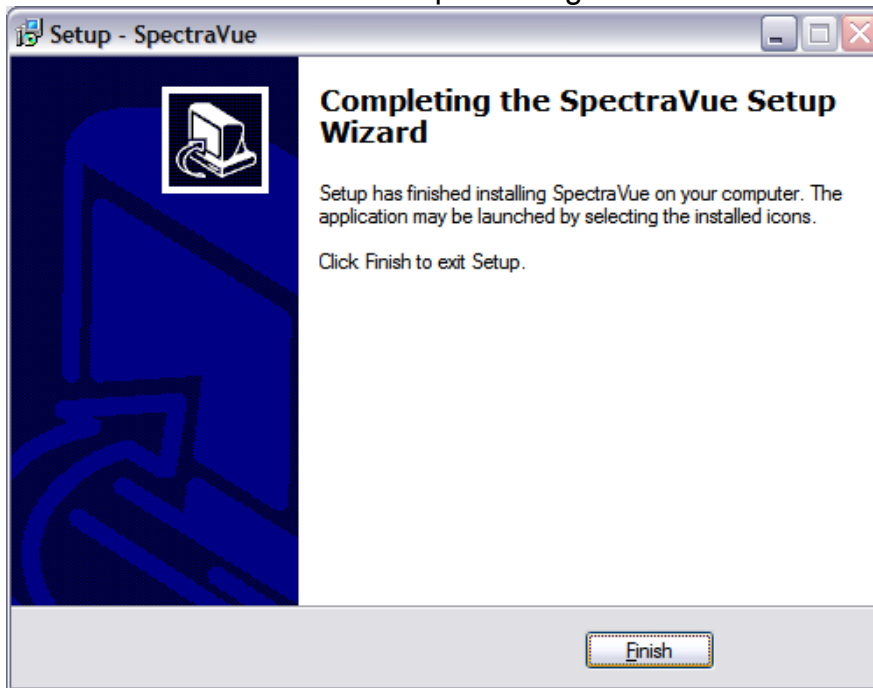 Setup - SpectraVue
Completing the SpectraVue Setup
Wizard
Setup has finished installing SpectraVue on your computer. The
application may be launched by selecting the installed icons.
Click Finish to exit Setup.
Finish